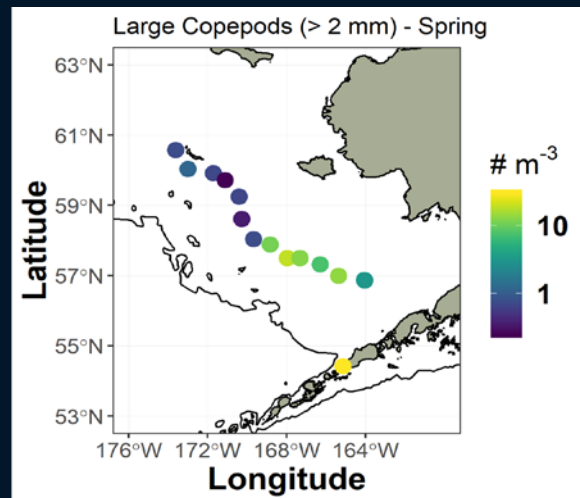 Large Copepods (> 2 mm) - Spring
63°N
61°N
59°N
57°N
55°N
53°N
Latitude
176°W 172°W 168°W 164°W
Longitude
# m⁻³
10
1